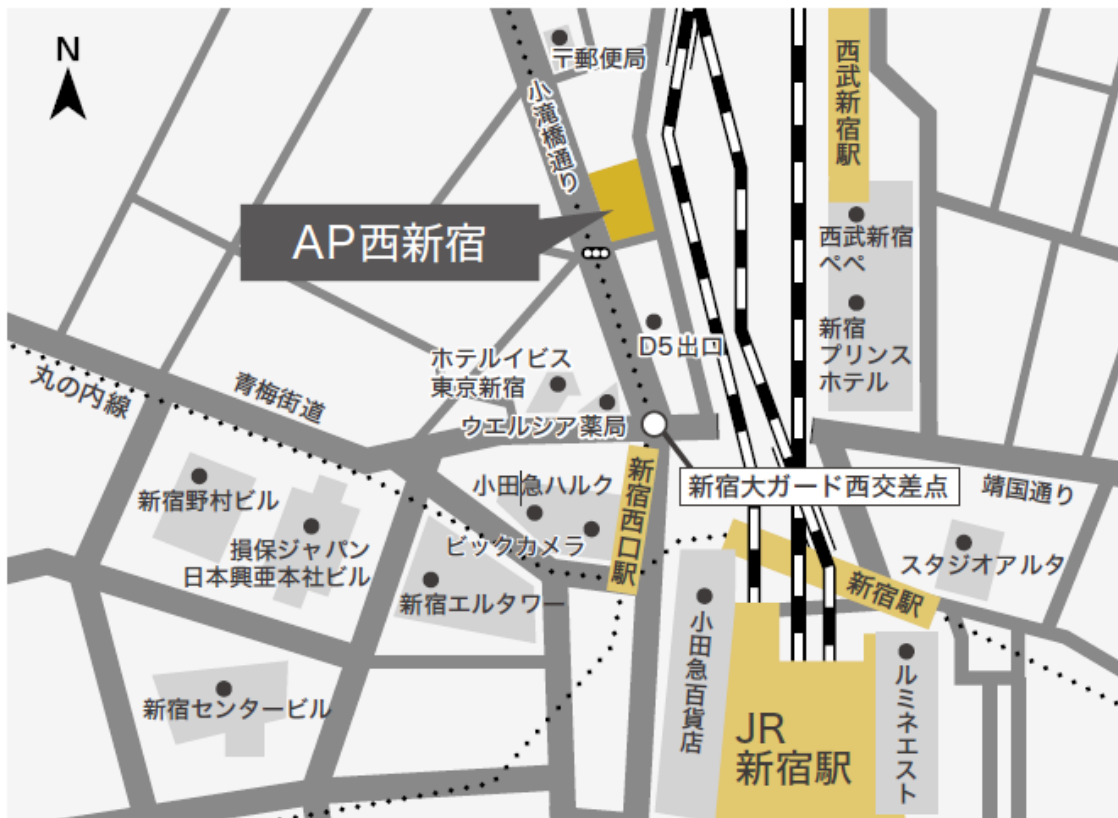 N
〒郵便局
小滝橋通り
西武新宿駅
AP西新宿
西武新宿
ぺぺ
新宿
プリンス
ホテル
D5出口
ホテルイビス
東京新宿
ウエルシア薬局
丸の内線
青梅街道
新宿大ガード西交差点
靖国通り
新宿西口駅
小田急ハルク
ビックカメラ
新宿野村ビル
損保ジャパン
日本興亜本社ビル
新宿エルタワー
スタジオアルタ
新宿駅
小田急百貨店
ルミネエスト
新宿センタービル
JR
新宿駅